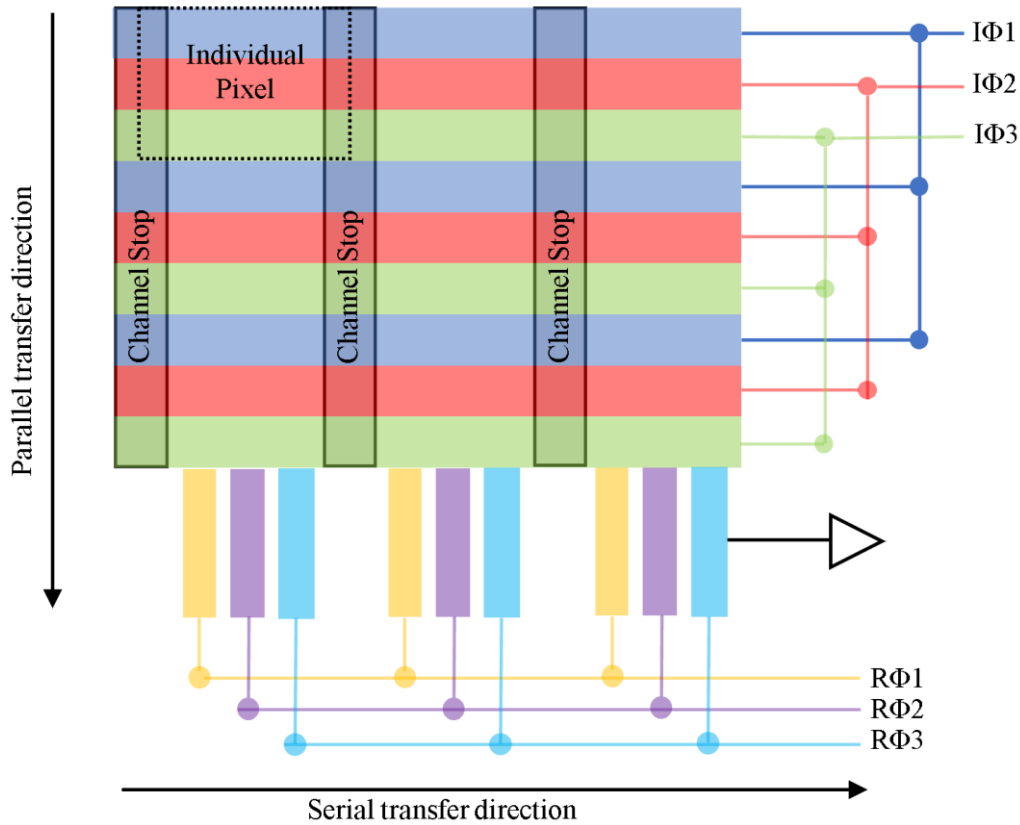 Individual
Pixel
IΦ1
IΦ2
IΦ3
Channel Stop
Channel Stop
Channel Stop
Parallel transfer direction
RΦ1
RΦ2
RΦ3
Serial transfer direction